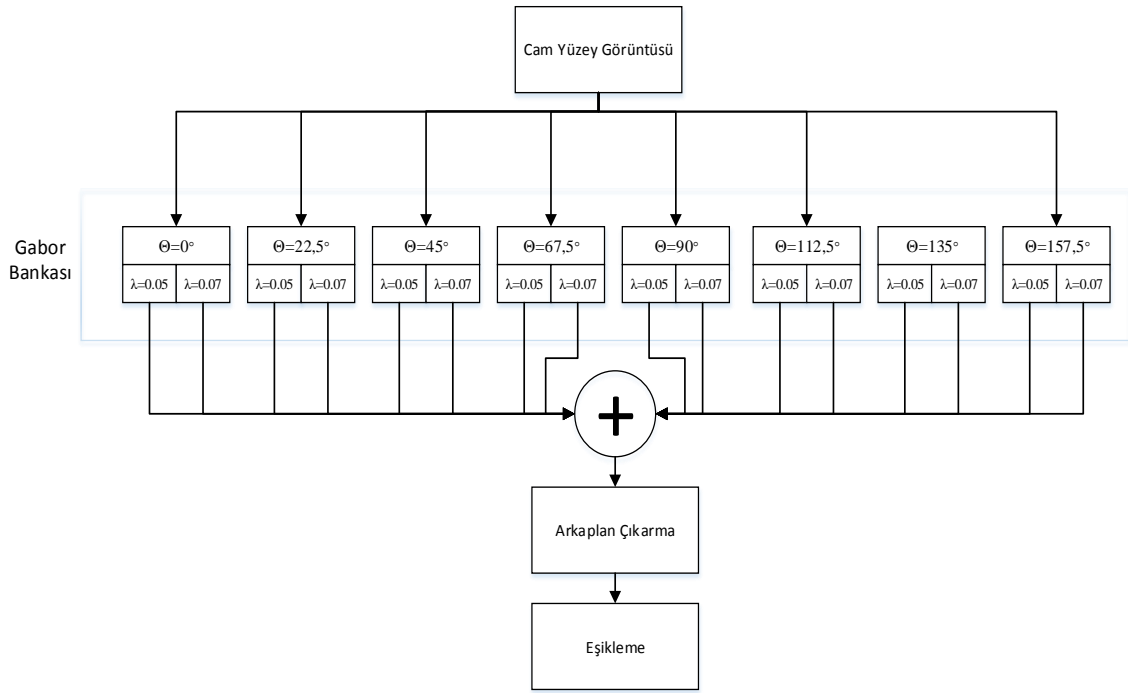 Cam Yüzey Görüntüsü
Gabor
Bankası
Θ=0° Θ=22,5° Θ=45° Θ=67,5° Θ=90° Θ=112,5° Θ=135° Θ=157,5°
λ=0.05 λ=0.07 λ=0.05 λ=0.07 λ=0.05 λ=0.07 λ=0.05 λ=0.07 λ=0.05 λ=0.07 λ=0.05 λ=0.07 λ=0.05 λ=0.07 λ=0.05 λ=0.07
+
Arkaplan Çıkarma
Eşikleme